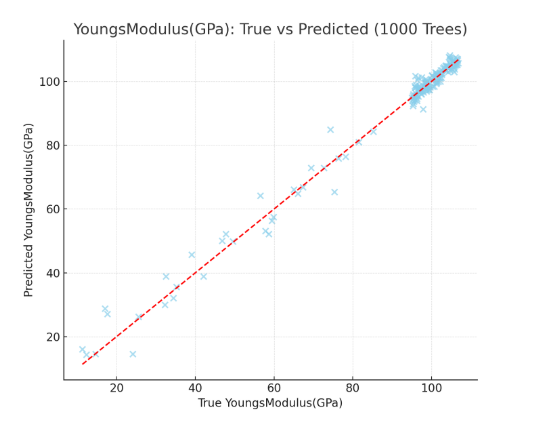 YoungsModulus(GPa): True vs Predicted (1000 Trees)
Predicted YoungsModulus(GPa)
100
80
60
40
20
20 40 60 80 100
True YoungsModulus(GPa)